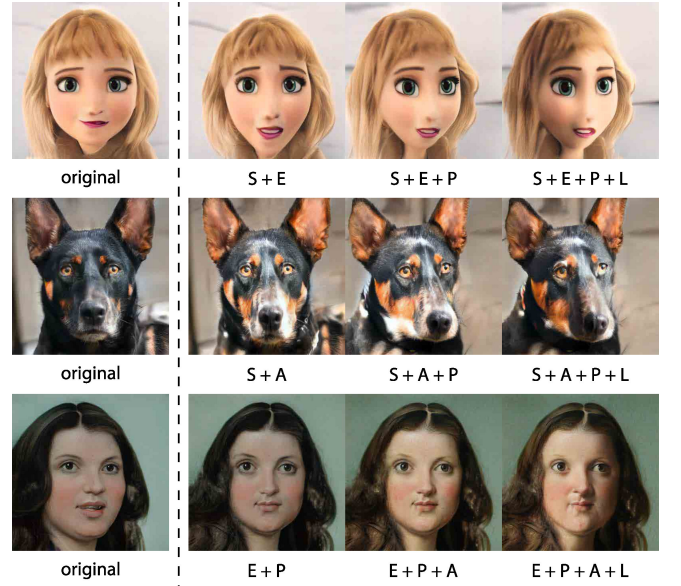 original S + E S + E + P S + E + P + L
original S + A S + A + P S + A + P + L
original E + P E + P + A E + P + A + L